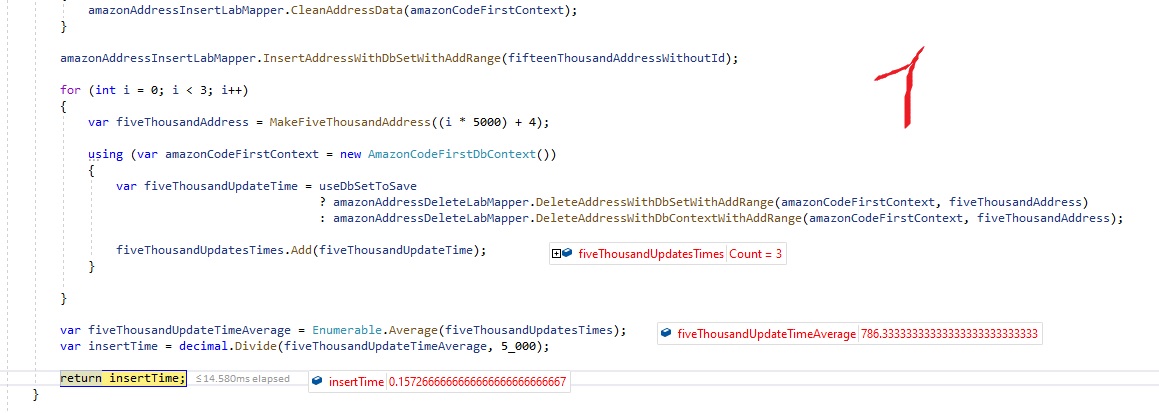 amazonAddressInsertLabMapper.CleanAddressData(amazonCodeFirstContext);
}
amazonAddressInsertLabMapper.InsertAddressWithDbSetWithAddRange(fifteenThousandAddressWithoutId);
for (int i = 0; i < 3; i++)
{
var fiveThousandAddress = MakeFiveThousandAddress((i * 5000) + 4);
using (var amazonCodeFirstContext = new AmazonCodeFirstDbContext())
{
var fiveThousandUpdateTime = useDbSetToSave
? amazonAddressDeleteLabMapper.DeleteAddressWithDbSetWithAddRange(amazonCodeFirstContext, fiveThousandAddress)
: amazonAddressDeleteLabMapper.DeleteAddressWithDbContextWithAddRange(amazonCodeFirstContext, fiveThousandAddress);
fiveThousandUpdatesTimes.Add(fiveThousandUpdateTime); fiveThousandUpdatesTimes Count = 3
}
}
var fiveThousandUpdateTimeAverage = Enumerable.Average(fiveThousandUpdatesTimes); fiveThousandUpdateTimeAverage 786.33333333333333333333333333
var insertTime = decimal.Divide(fiveThousandUpdateTimeAverage, 5_000);
return insertTime; ≤14.580ms elapsed insertTime 0.1572666666666666666666666667
}
1